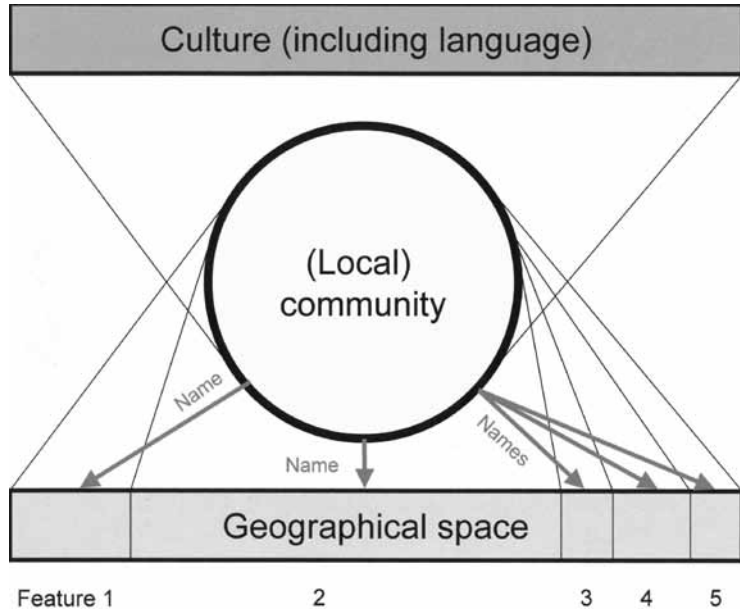 Culture (including language)
(Local)
community
Name
Name
Names
Geographical space
Feature 1 2 3 4 5